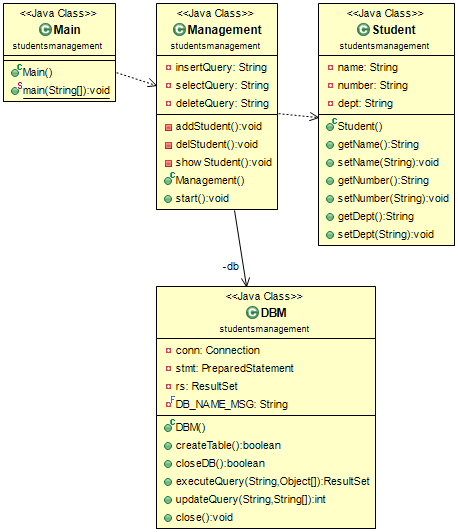 <<Java Class>>
Main
studentsmanagement
Main()
main(String[]):void
<<Java Class>>
Management
studentsmanagement
insertQuery: String
selectQuery: String
deleteQuery: String
addStudent():void
delStudent():void
showStudent():void
Management()
start():void
<<Java Class>>
Student
studentsmanagement
name: String
number: String
dept: String
Student()
getName():String
setName(String):void
getNumber():String
setNumber(String):void
getDept():String
setDept(String):void
-db
<<Java Class>>
DBM
studentsmanagement
conn: Connection
stmt: PreparedStatement
rs: ResultSet
DB_NAME_MSG: String
DBM()
createTable():boolean
closeDB():boolean
executeQuery(String,Object[]):ResultSet
updateQuery(String,String[]):int
close():void